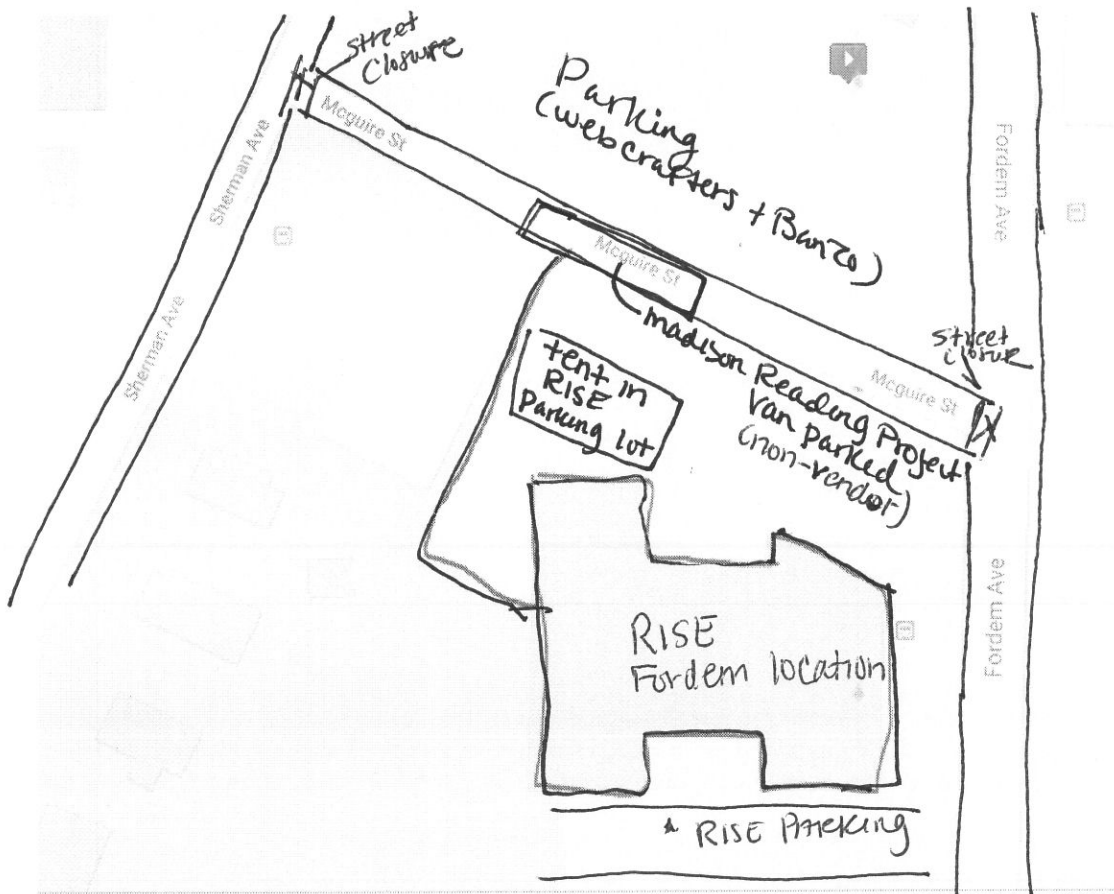 Street
Closure
Parking
(webcrafters + Banzo)
Mcguire St
Sherman Ave
Fordem Ave
Mcguire St
Sherman Ave
Street
Closure
Mcguire St
madison Reading Project
van Parked
(non-vendor)
tent in
RISE
Parking lot
RISE
Fordem location
Fordem Ave
RISE Parking